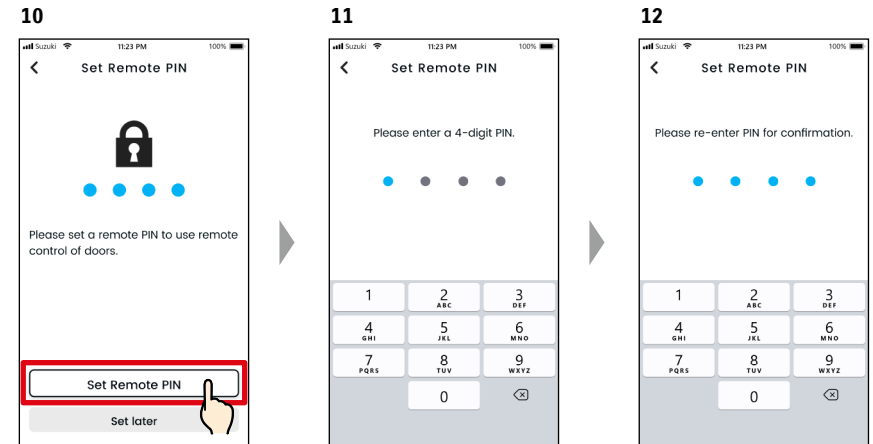 10
Suzuki 11:23 PM 100%
Set Remote PIN
Please set a remote PIN to use remote
control of doors.
Set Remote PIN
Set later
11
Suzuki 11:23 PM 100%
Set Remote PIN
Please enter a 4-digit PIN.
1 2 3
ABC DEF
4 5 6
GHI JKL MNO
7 8 9
PQRS TUV WXYZ
0
12
Suzuki 11:23 PM 100%
Set Remote PIN
Please re-enter PIN for confirmation.
1 2 3
ABC DEF
4 5 6
GHI JKL MNO
7 8 9
PQRS TUV WXYZ
0